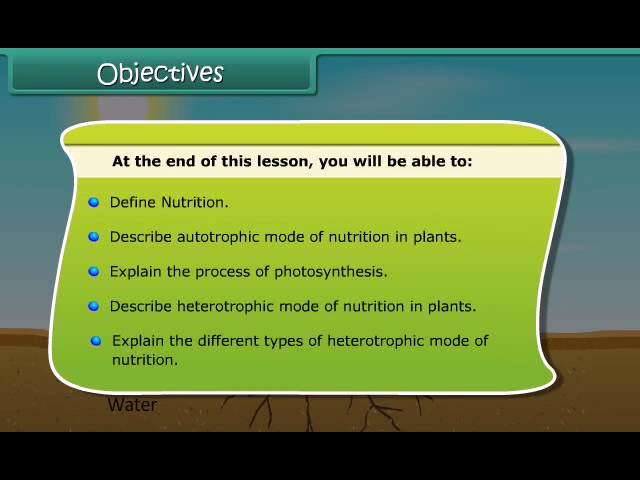 Objectives
At the end of this lesson, you will be able to:
Define Nutrition.
Describe autotrophic mode of nutrition in plants.
Explain the process of photosynthesis.
Describe heterotrophic mode of nutrition in plants.
Explain the different types of heterotrophic mode of
nutrition.
Water